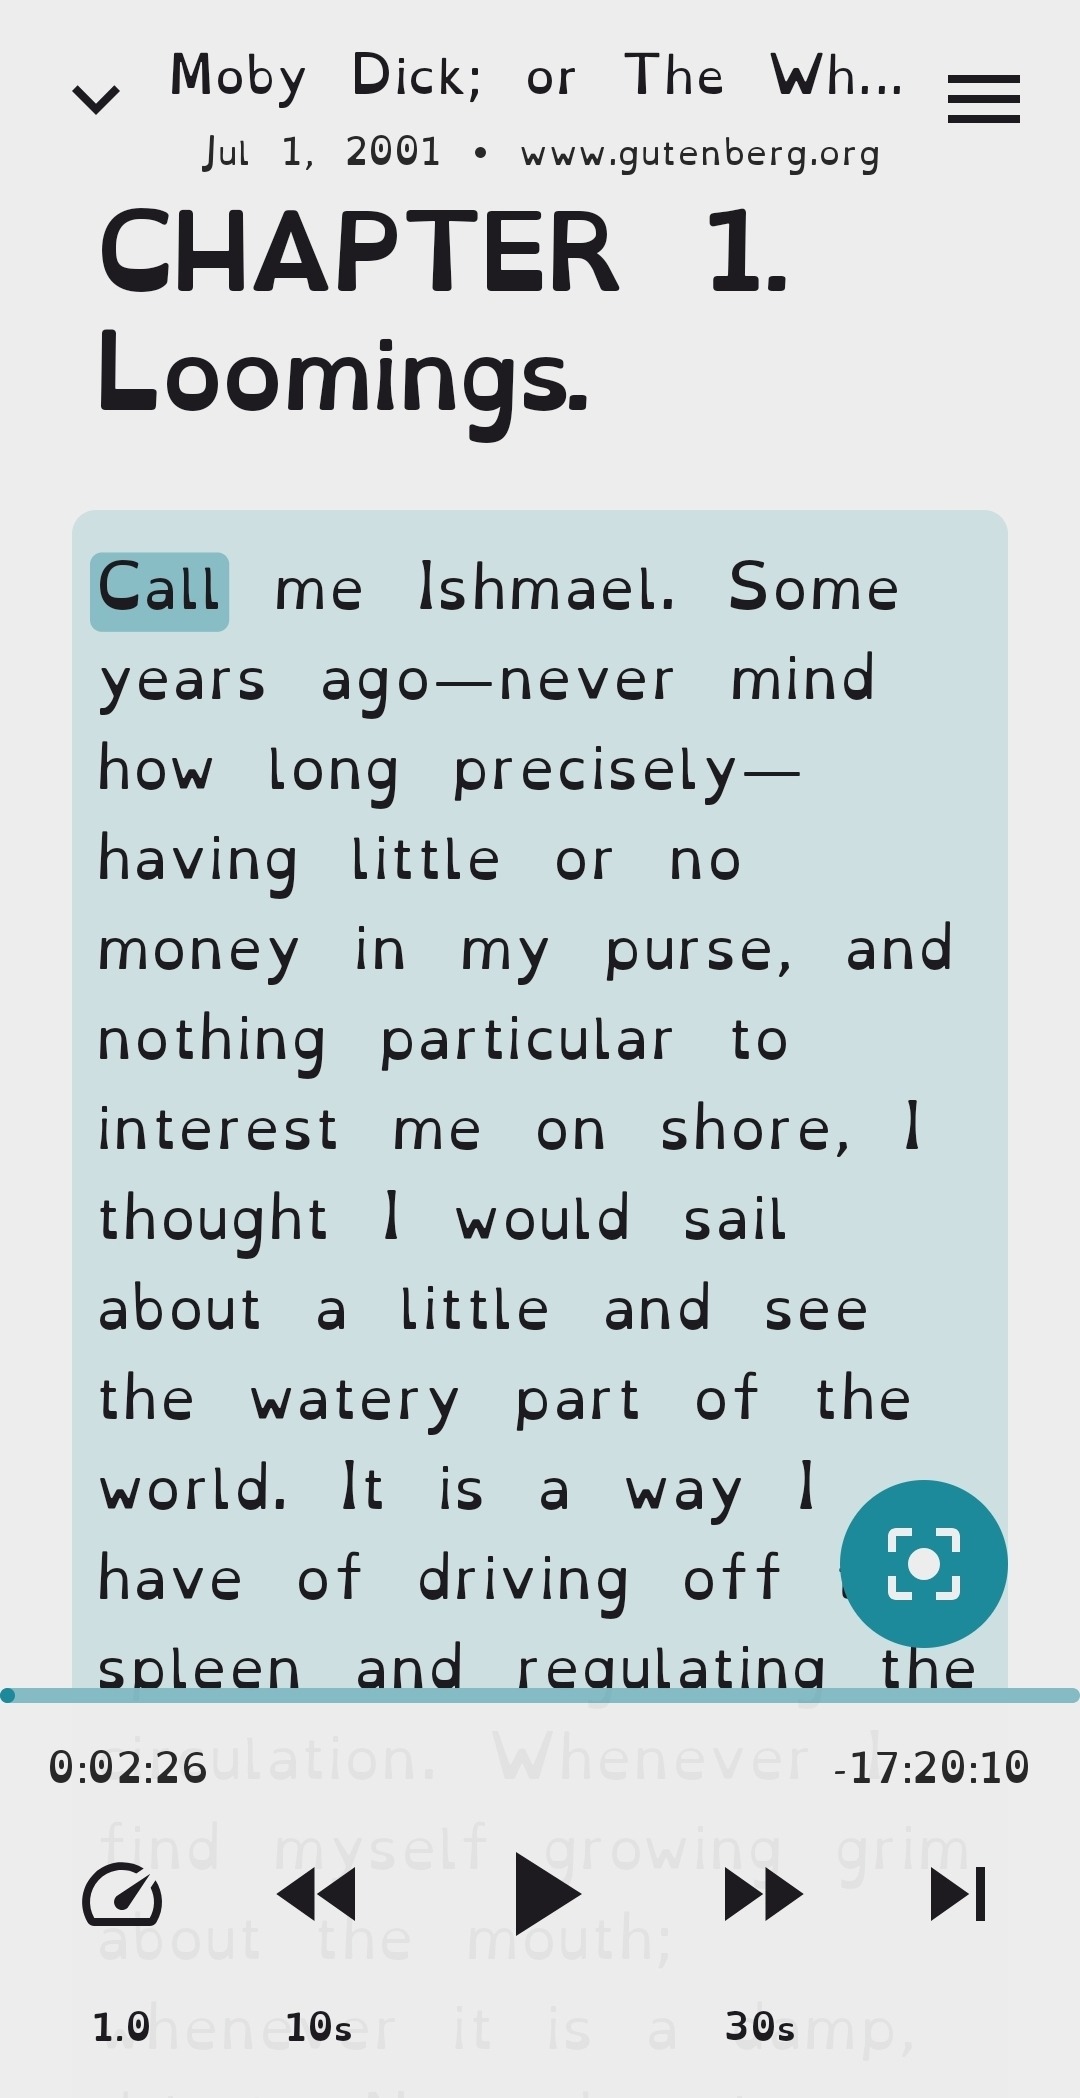 Moby Dick; or The Wh...
Jul 1, 2001 • www.gutenberg.org
CHAPTER 1.
Loomings.
Call me Ishmael. Some
years ago—never mind
how long precisely—
having little or no
money in my purse, and
nothing particular to
interest me on shore, I
thought I would sail
about a little and see
the watery part of the
world. It is a way I
have of driving off
spleen and regulating the
circulation. Whenever I
0:02:26 -17:20:10
find myself growing grim
about the mouth;
whenever it is a damp,
1.0 10s 30s